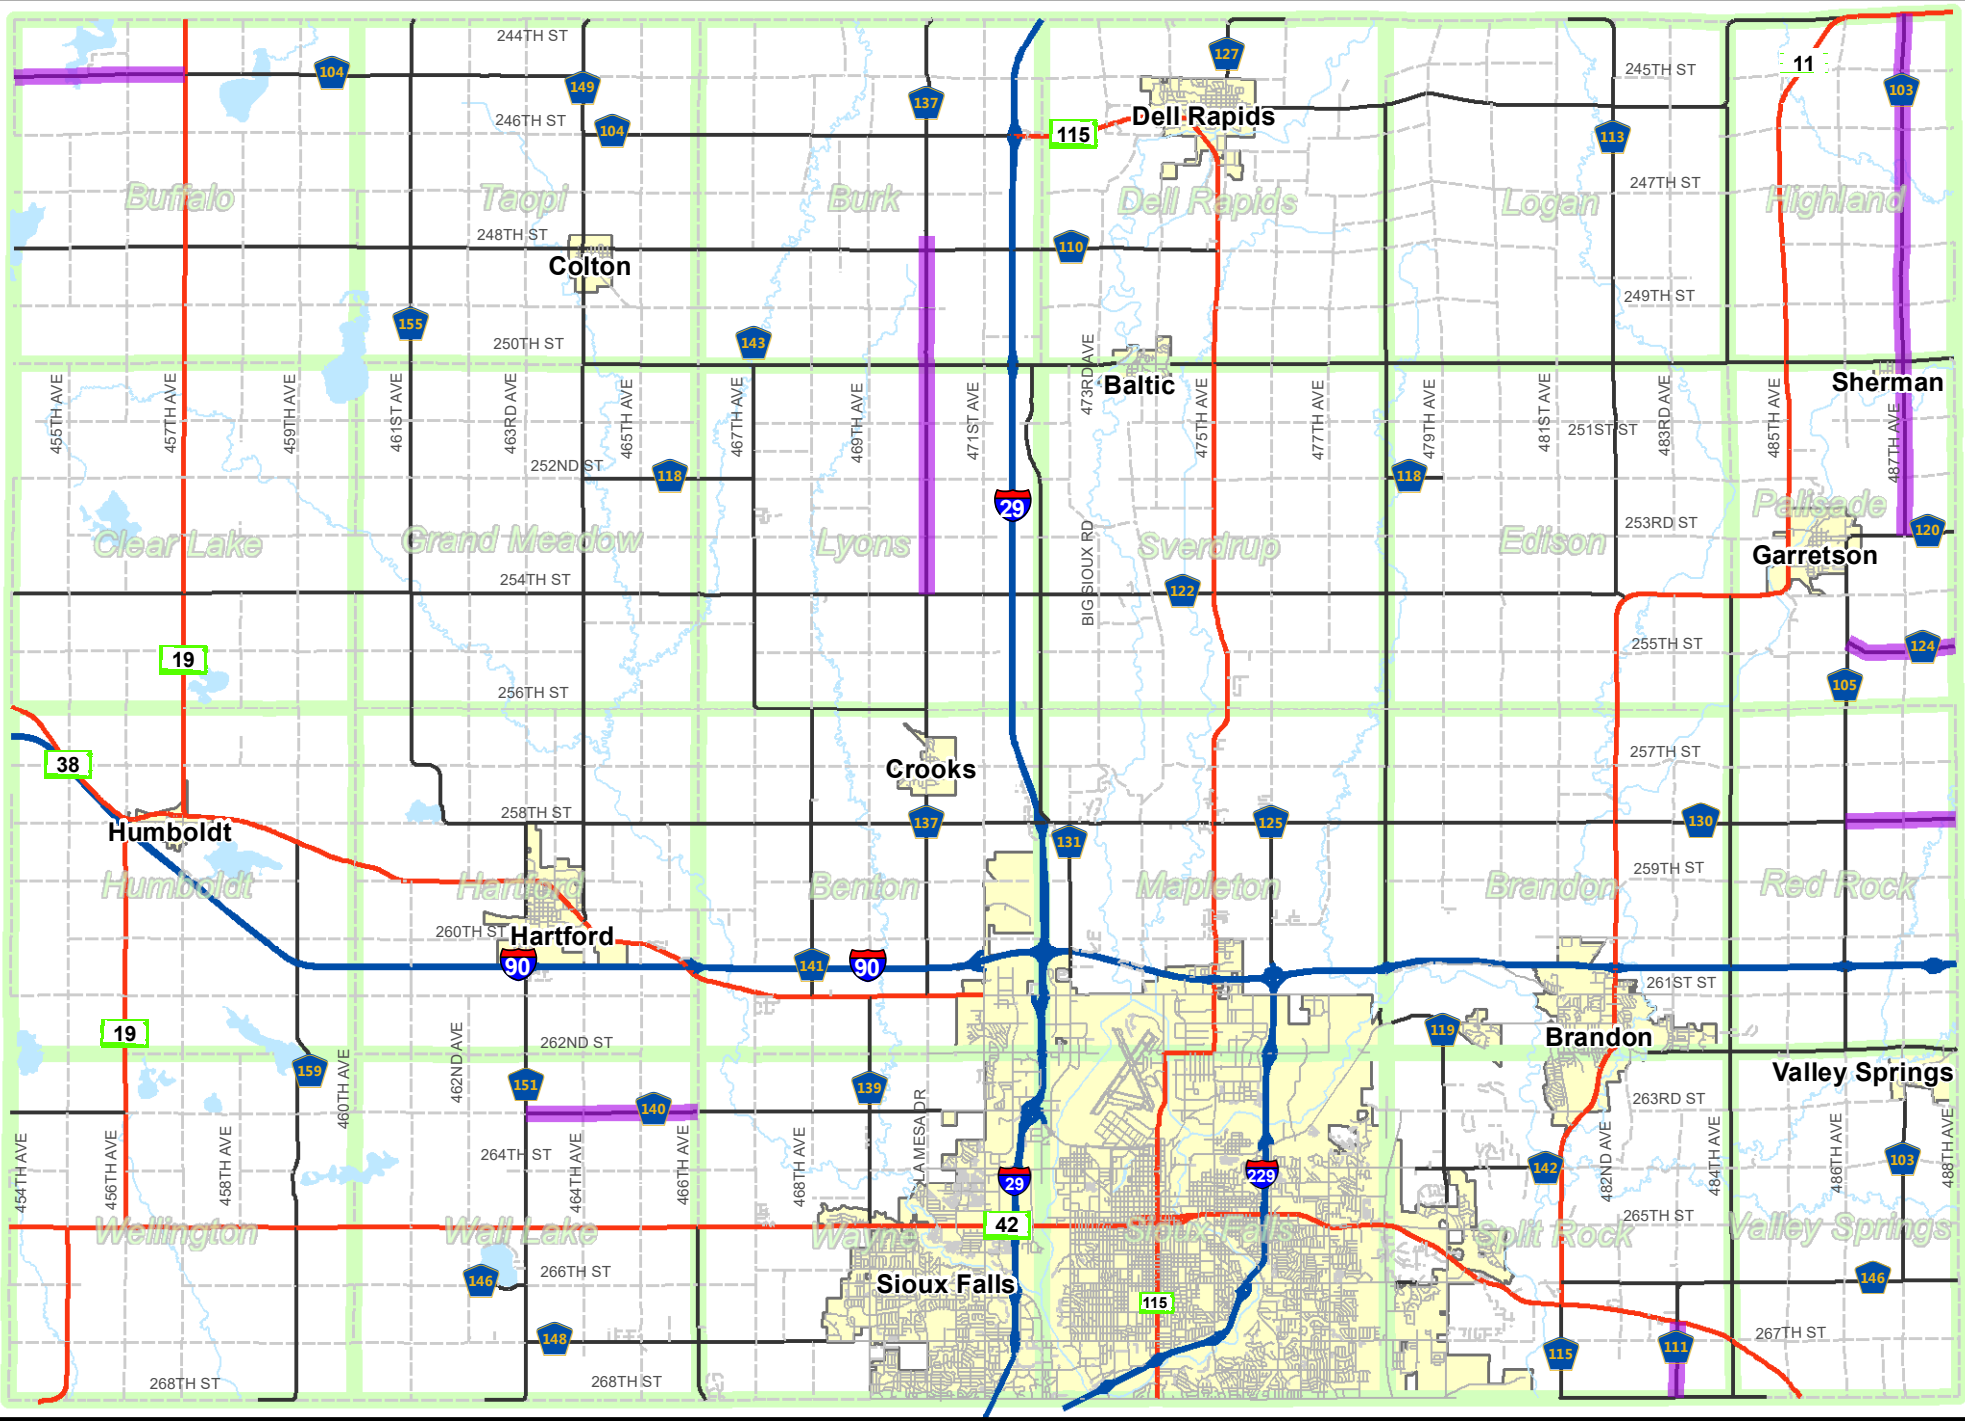 244TH ST
11
127
245TH ST
104
149
103
137
Dell Rapids
246TH ST
104
115
113
247TH ST
Buffalo
Taopi
Burk
Dell Rapids
Logan
Highland
248TH ST
110
Colton
249TH ST
155
250TH ST
143
473RD AVE
Baltic
Sherman
455TH AVE
457TH AVE
459TH AVE
461ST AVE
463RD AVE
465TH AVE
467TH AVE
469TH AVE
471ST AVE
475TH AVE
477TH AVE
479TH AVE
481ST AVE
251ST ST
483RD AVE
485TH AVE
487TH AVE
252ND ST
118
118
29
Palisade
253RD ST
120
Clear Lake
Grand Meadow
Lyons
BIG SIOUX RD
Sverdrup
Edison
Garretson
254TH ST
122
19
255TH ST
124
256TH ST
105
38
257TH ST
Crooks
258TH ST
137
125
130
Humboldt
131
259TH ST
Humboldt
Hartford
Benton
Mapleton
Brandon
Red Rock
260TH ST
Hartford
90
141
90
261ST ST
19
262ND ST
119
Brandon
159
460TH AVE
462ND AVE
151
139
Valley Springs
140
LA MESA DR
263RD ST
454TH AVE
456TH AVE
458TH AVE
264TH ST
464TH AVE
466TH AVE
468TH AVE
29
229
142
482ND AVE
484TH AVE
486TH AVE
103
488TH AVE
265TH ST
Wellington
Wall Lake
Wayne
42
Sioux Falls
Split Rock
Valley Springs
146
266TH ST
Sioux Falls
146
115
148
267TH ST
115
111
268TH ST
268TH ST